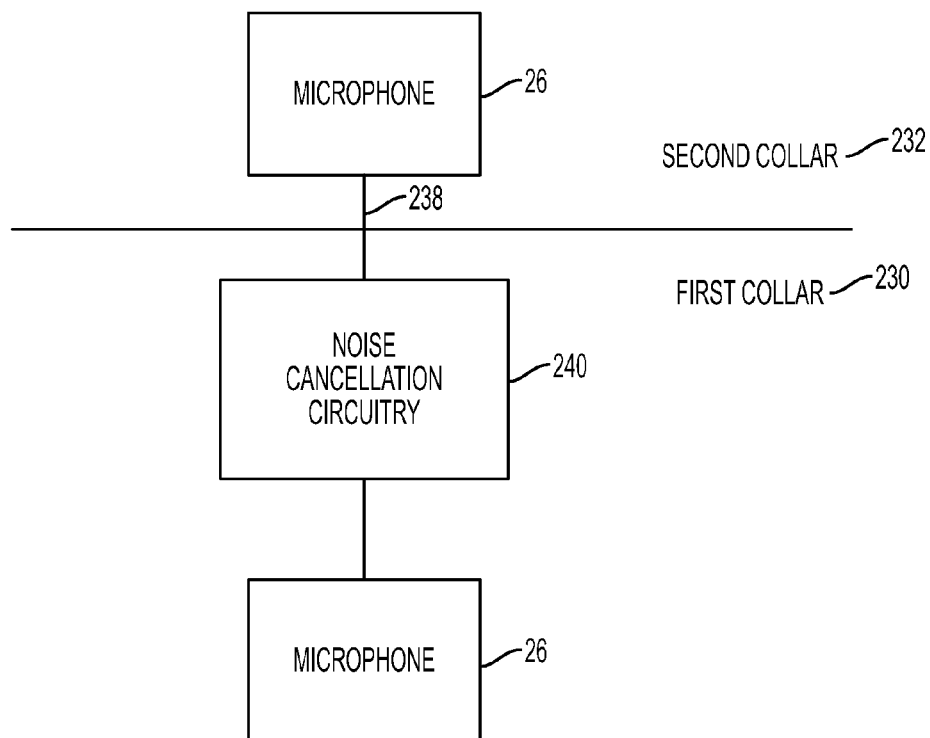 MICROPHONE
26
SECOND COLLAR 232
238
FIRST COLLAR 230
NOISE
CANCELLATION
CIRCUITRY
240
MICROPHONE
26